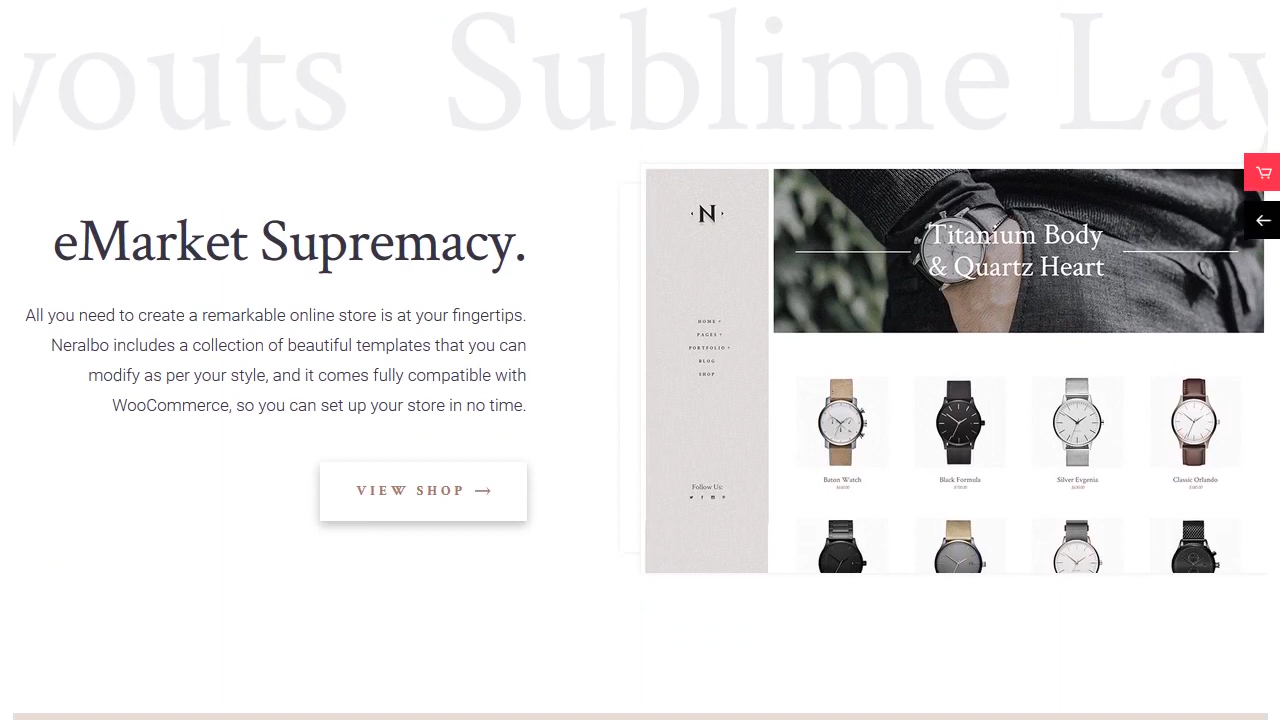 youts Sublime Lay
eMarket Supremacy.
All you need to create a remarkable online store is at your fingertips.
Neralbo includes a collection of beautiful templates that you can
modify as per your style, and it comes fully compatible with
WooCommerce, so you can set up your store in no time.
VIEW SHOP →
N
HOME +
PAGES +
PORTFOLIO +
BLOG
SHOP
Follow Us:
Titanium Body
& Quartz Heart
Baton Watch
Black Formula
Silver Evgenia
Classic Orlando